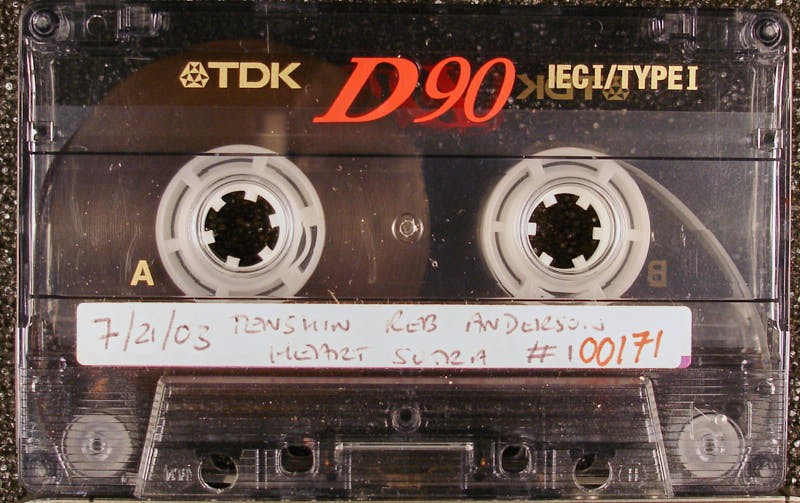 TDK D90 IECI/TYPE I
A B
7/21/03 TENSHIN REB ANDERSON
HEART SUTRA #100171